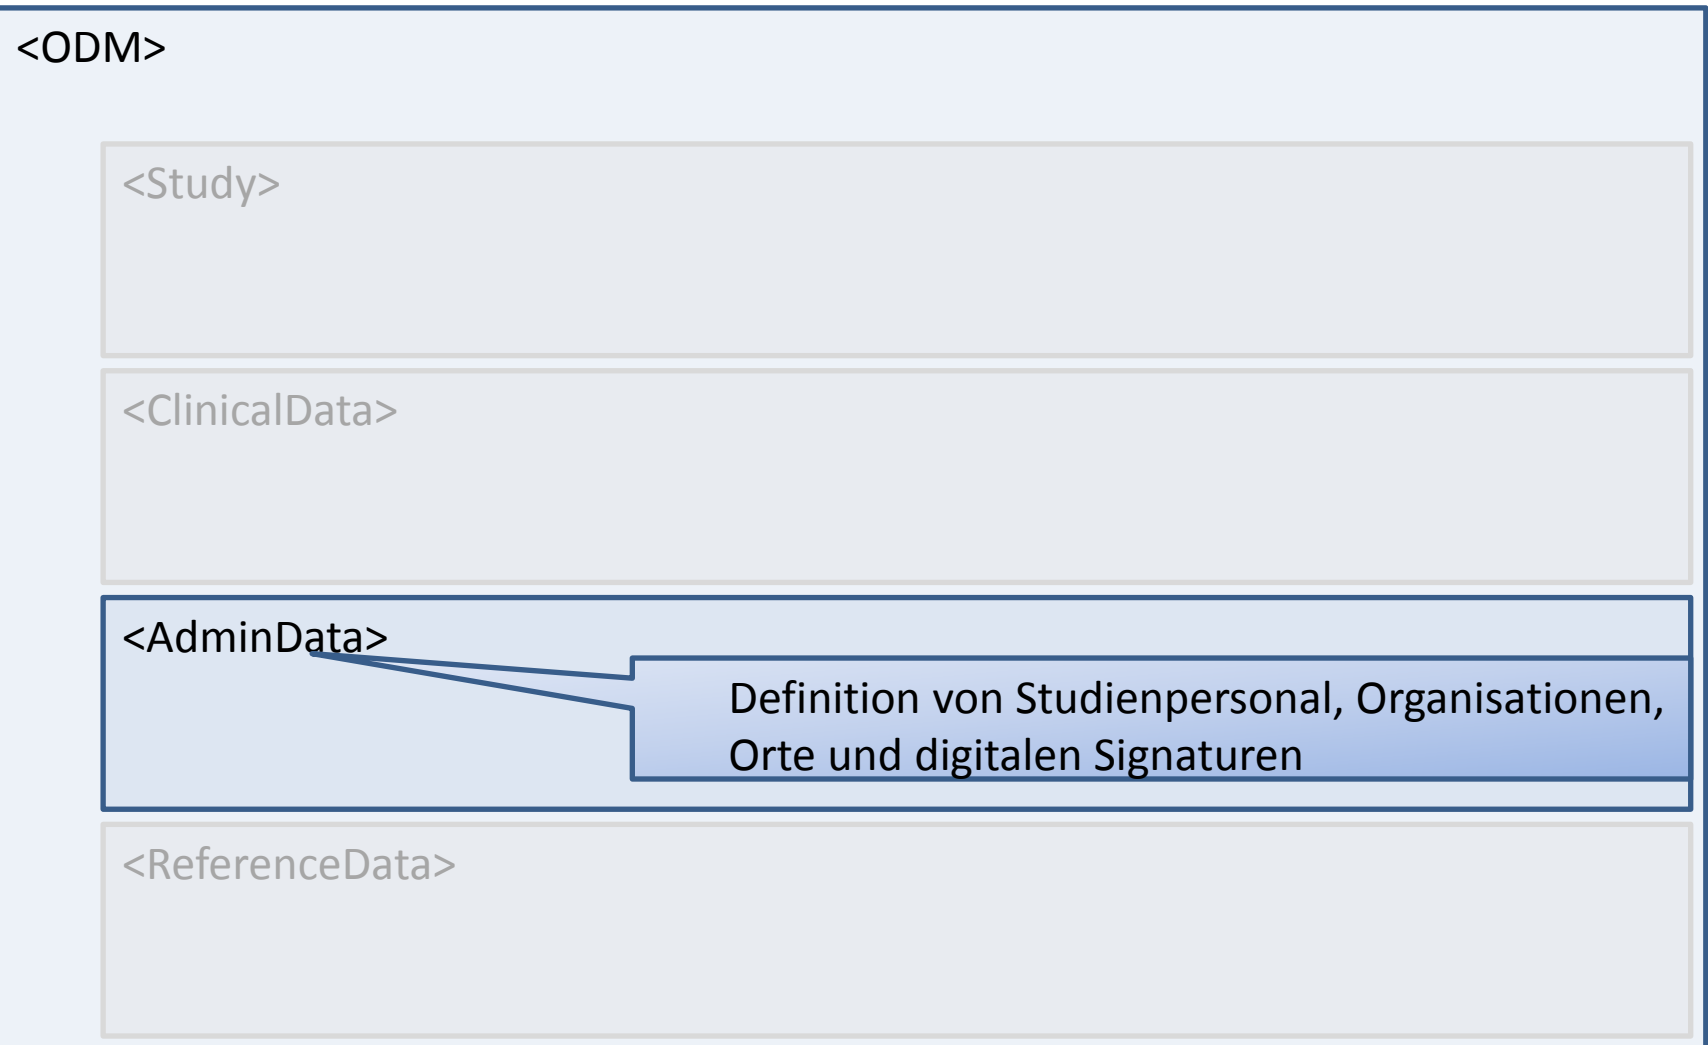 <ODM>
<Study>
<ClinicalData>
<AdminData>
Definition von Studienpersonal, Organisationen,
Orte und digitalen Signaturen
<ReferenceData>